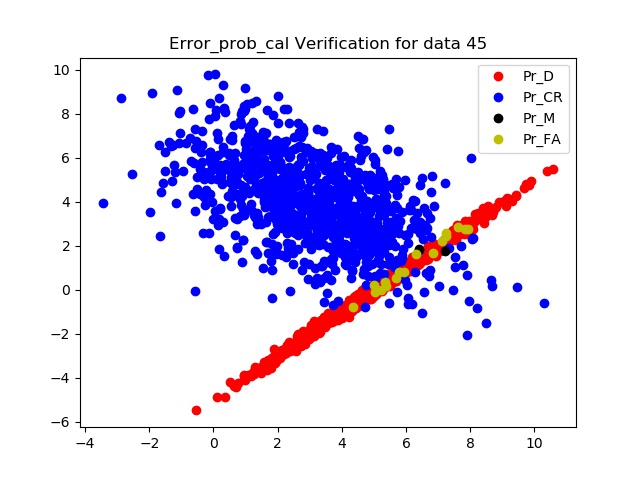 Error_prob_cal Verification for data 45
Pr_D
Pr_CR
Pr_M
Pr_FA
10
8
6
4
2
0
−2
−4
−6
−4 −2 0 2 4 6 8 10